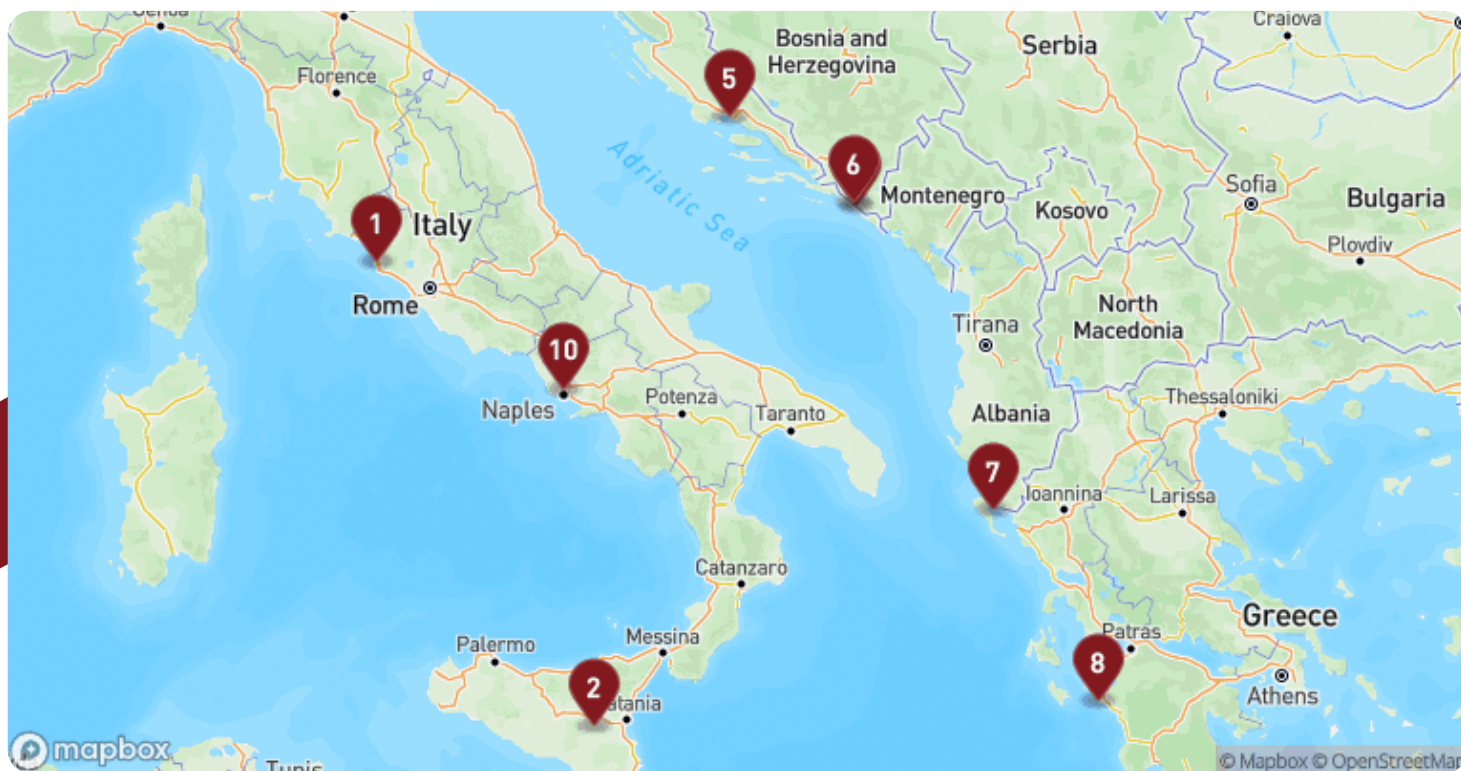 Genoa
Craiova
Bosnia and
Herzegovina
Serbia
Florence
5
Adriatic Sea
6
Montenegro
Kosovo
Sofia
Bulgaria
Plovdiv
1
Italy
Rome
Tirana
North
Macedonia
10
Naples
Potenza
Taranto
Albania
Thessaloniki
7
Ioannina
Larissa
Catanzaro
Palermo
Messina
Greece
Patras
8
Athens
2
atania
mapbox
Tunis
© Mapbox © OpenStreetMap